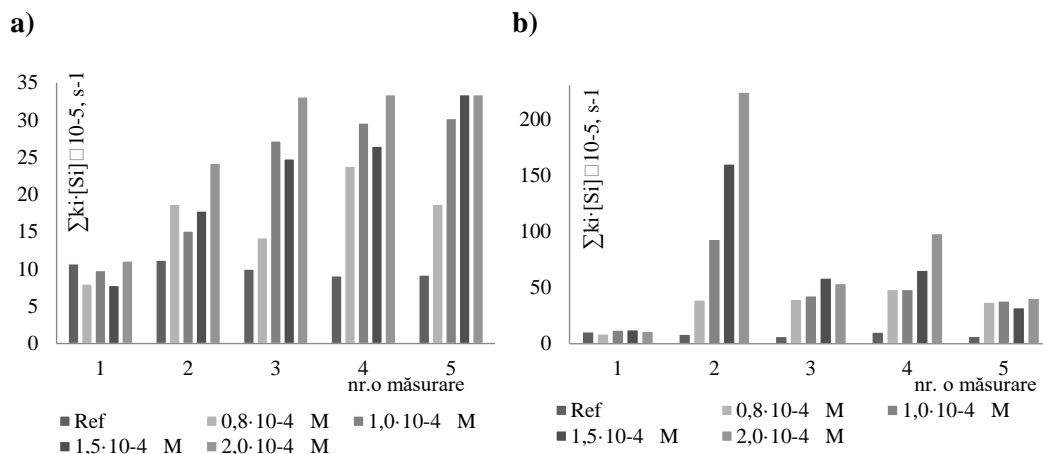 a)
∑ki·[Si]□10-5, s-1
35
30
25
20
15
10
5
0
1 2 3 4 5
nr.o măsurare
Ref 0,8·10-4 M 1,0·10-4 M
1,5·10-4 M 2,0·10-4 M
b)
∑ki·[Si]□10-5, s-1
200
150
100
50
0
1 2 3 4 5
nr. o măsurare
Ref 0,8·10-4 M 1,0·10-4 M
1,5·10-4 M 2,0·10-4 M